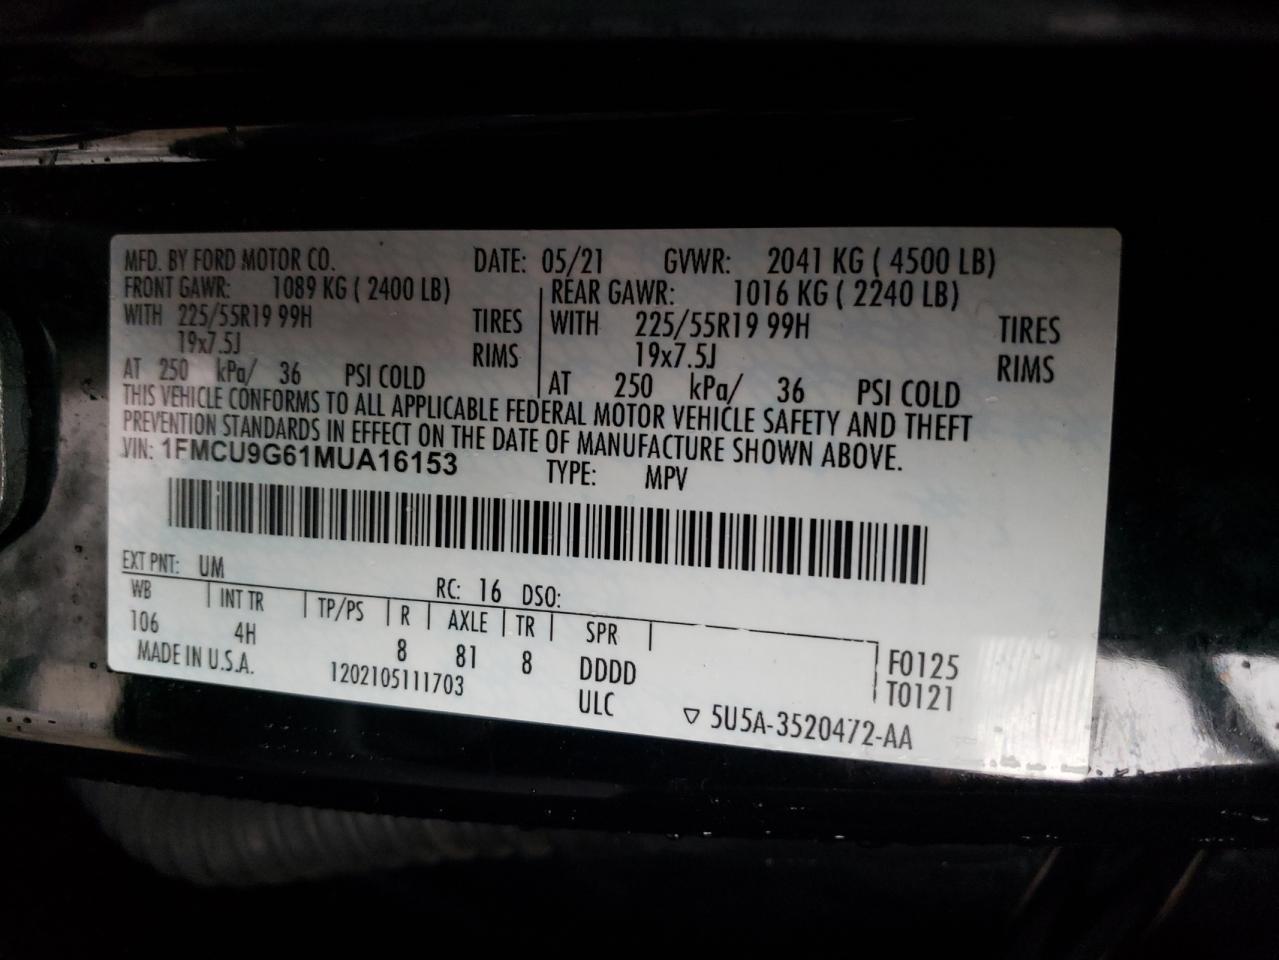 MFD. BY FORD MOTOR CO. DATE: 05/21 GVWR: 2041 KG ( 4500 LB)
FRONT GAWR: 1089 KG ( 2400 LB) REAR GAWR: 1016 KG ( 2240 LB)
WITH 225/55R19 99H TIRES WITH 225/55R19 99H TIRES
19x7.5J RIMS 19x7.5J RIMS
AT 250 kPa/ 36 PSI COLD AT 250 kPa/ 36 PSI COLD
THIS VEHICLE CONFORMS TO ALL APPLICABLE FEDERAL MOTOR VEHICLE SAFETY AND THEFT
PREVENTION STANDARDS IN EFFECT ON THE DATE OF MANUFACTURE SHOWN ABOVE.
VIN: 1FMCU9G61MUA16153 TYPE: MPV
EXT PNT: UM RC: 16 DSO:
WB INT TR TP/PS R AXLE TR SPR
106 4H 8 81 8 DDDD F0125
MADE IN U.S.A. 1202105111703 ULC T0121
5U5A-3520472-AA